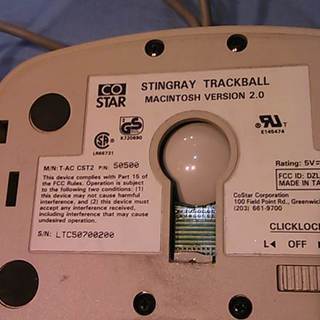 CO
STAR
STINGRAY TRACKBALL
MACINTOSH VERSION 2.0
LR66731
K720690
E145474
M/N: T-AC CST2 P/N: 50500
This device complies with Part 15 of
the FCC Rules. Operation is subject
to the following two conditions: (1)
this device may not cause harmful
interference, and (2) this device must
accept any interference received,
including interference that may cause
undesired operation.
S/N: LTC50700200
Rating: 5V
FCC ID: DZL
MADE IN TA
CoStar Corporation
100 Field Point Rd., Greenwic
(203) 661-9700
CLICKLOC
L◄ OFF